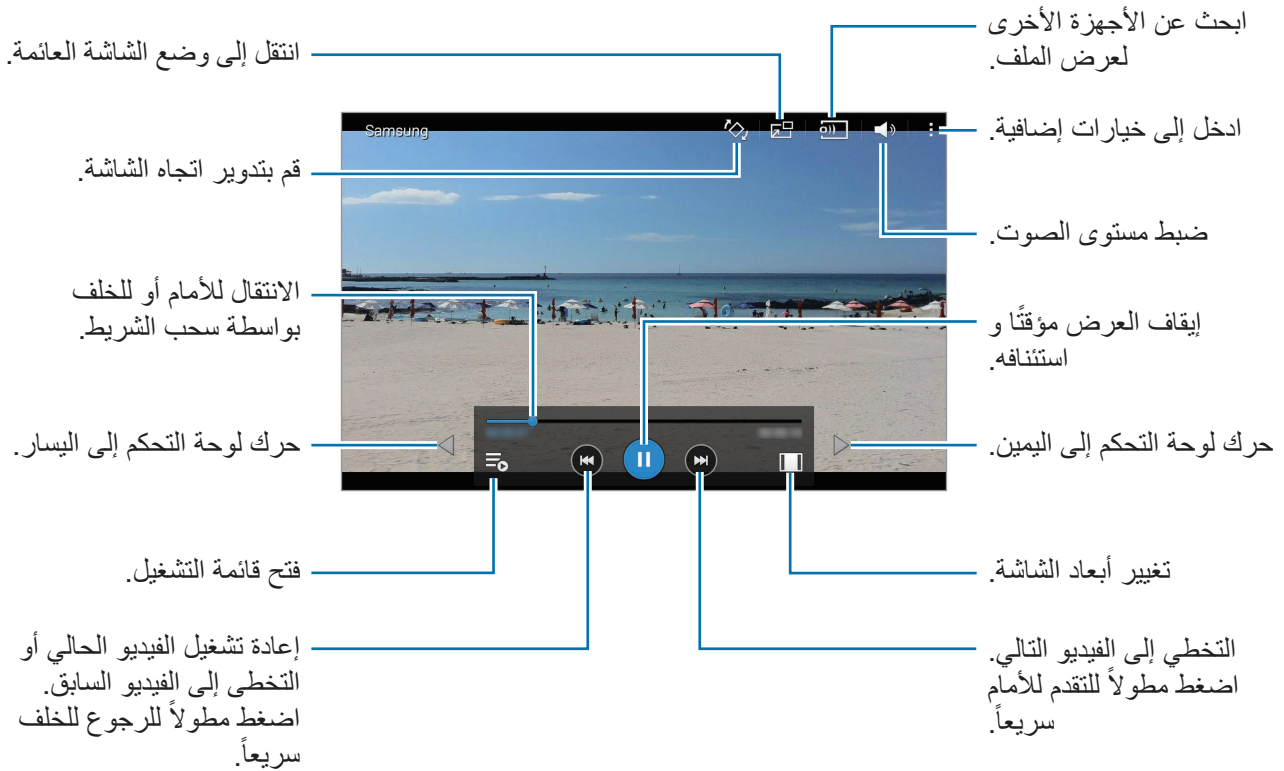 ابحث عن الأجهزة الأخرى
لعرض الملف.
انتقل إلى وضع الشاشة العائمة.
Samsung
ادخل إلى خيارات إضافية.
قم بتدوير اتجاه الشاشة.
ضبط مستوى الصوت.
الانتقال للأمام أو للخلف
بواسطة سحب الشريط.
إيقاف العرض مؤقتًا و
استئنافه.
حرك لوحة التحكم إلى اليمين.
حرك لوحة التحكم إلى اليسار.
تغيير أبعاد الشاشة.
فتح قائمة التشغيل.
التخطي إلى الفيديو التالي.
اضغط مطولاً للتقدم للأمام
سريعاً.
إعادة تشغيل الفيديو الحالي أو
التخطى إلى الفيديو السابق.
اضغط مطولاً للرجوع للخلف
سريعاً.